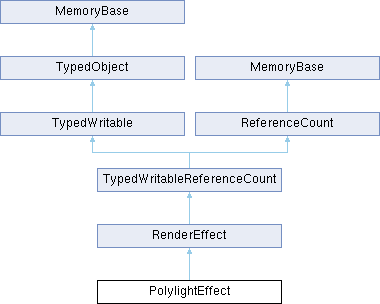 MemoryBase
TypedObject
MemoryBase
TypedWritable
ReferenceCount
TypedWritableReferenceCount
RenderEffect
PolylightEffect